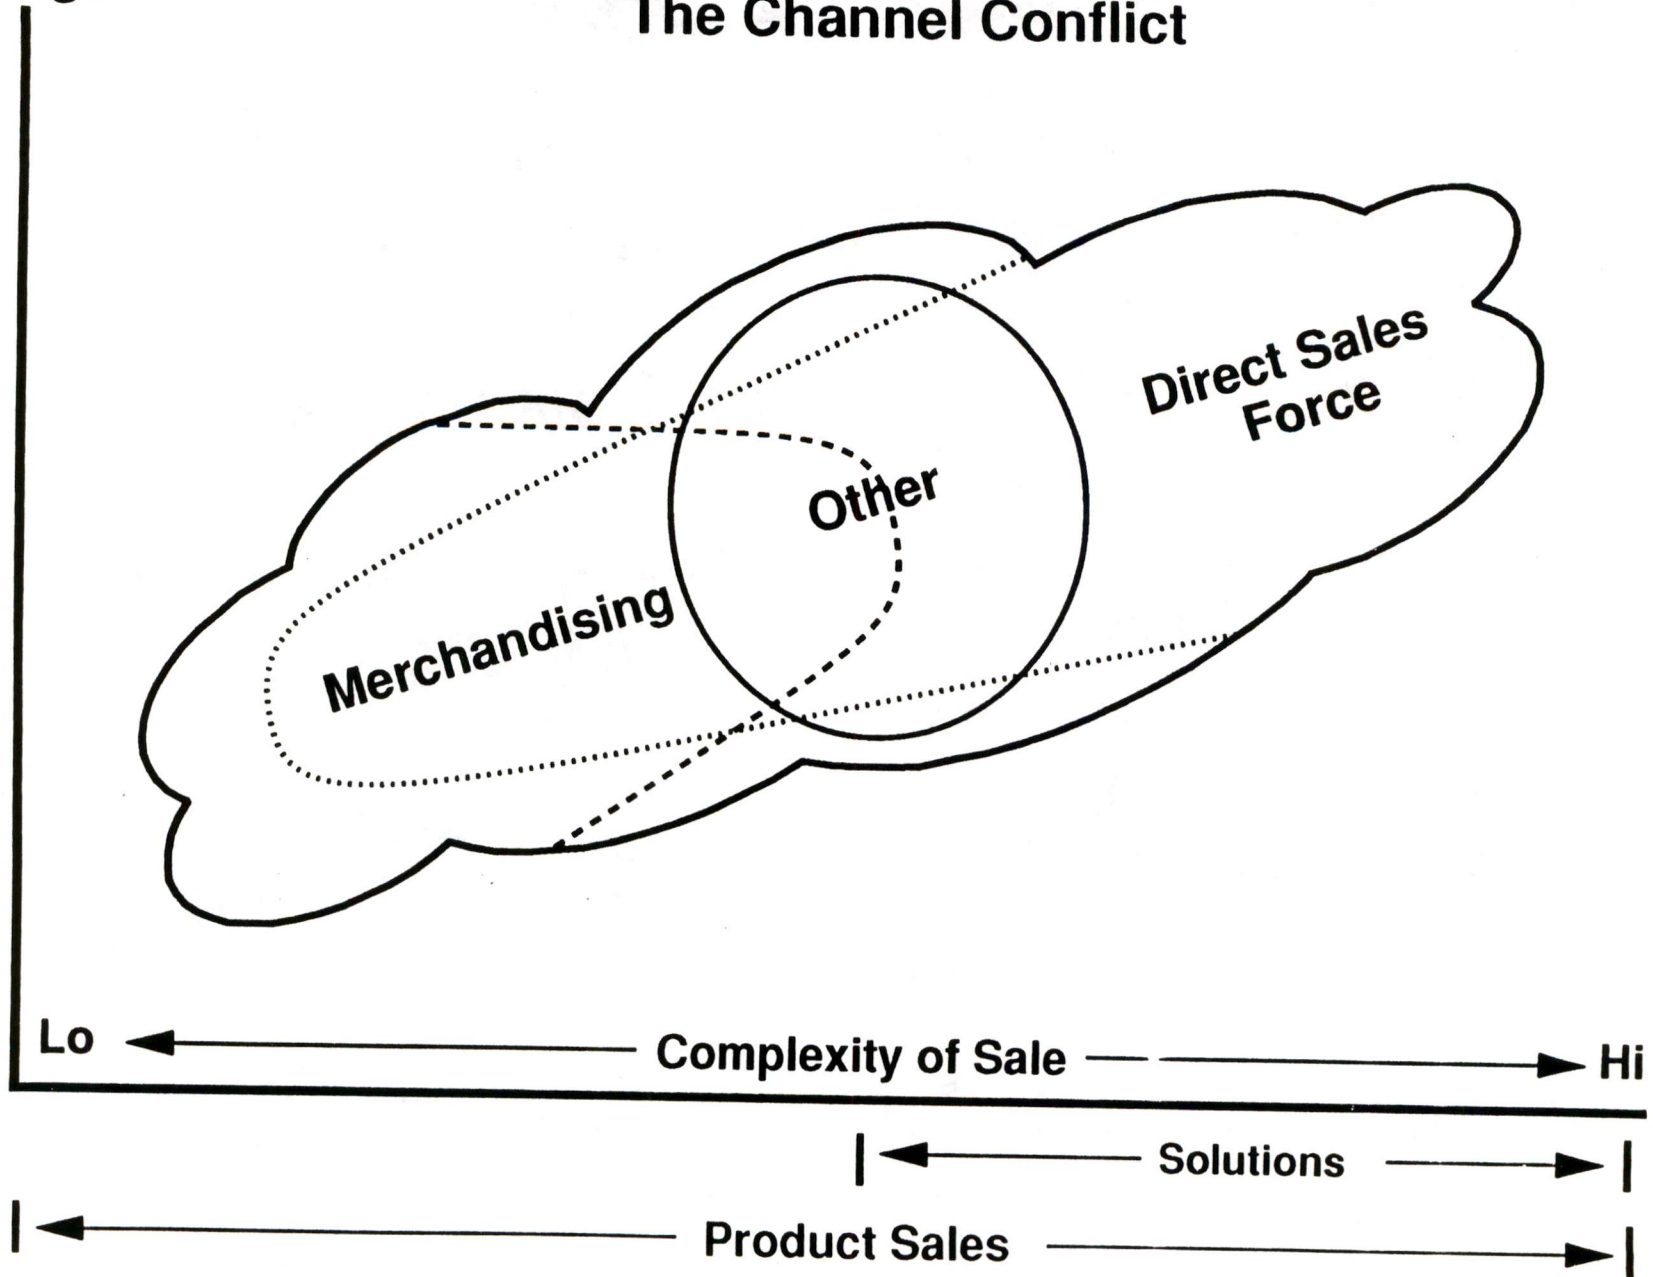 The Channel Conflict
Direct Sales
Force
Other
Merchandising
Lo
Complexity of Sale
Hi
Solutions
Product Sales